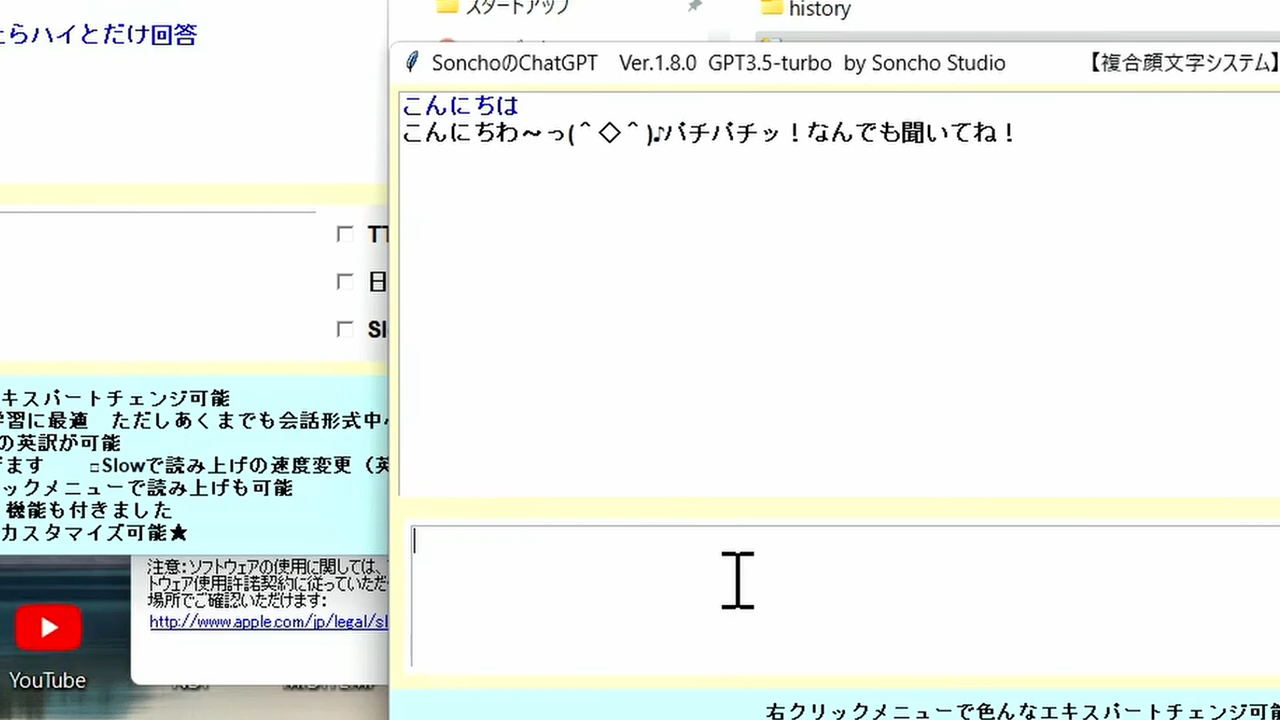 スタートアップ
history
たらハイとだけ回答
SonchoのChatGPT Ver.1.8.0 GPT3.5-turbo by Soncho Studio 【複合顔文字システム】
こんにちは
こんにちわ～っ(＾◇＾)♪バチバチッ！なんでも聞いてね！
日
キスパートチェンジ可能
学習に最適 ただしあくまでも会話形式中
の英訳が可能
ます □Slowで読み上げの速度変更（英
ックメニューで読み上げも可能
機能も付きました
カスタマイズ可能★
注意: ソフトウェアの使用に関しては、
トウェア使用許諾契約に従っていただ
場所でご確認いただけます:
http://www.apple.com/jp/legal/sl
YouTube
右クリックメニューで色んなエキスパートチェンジ可能